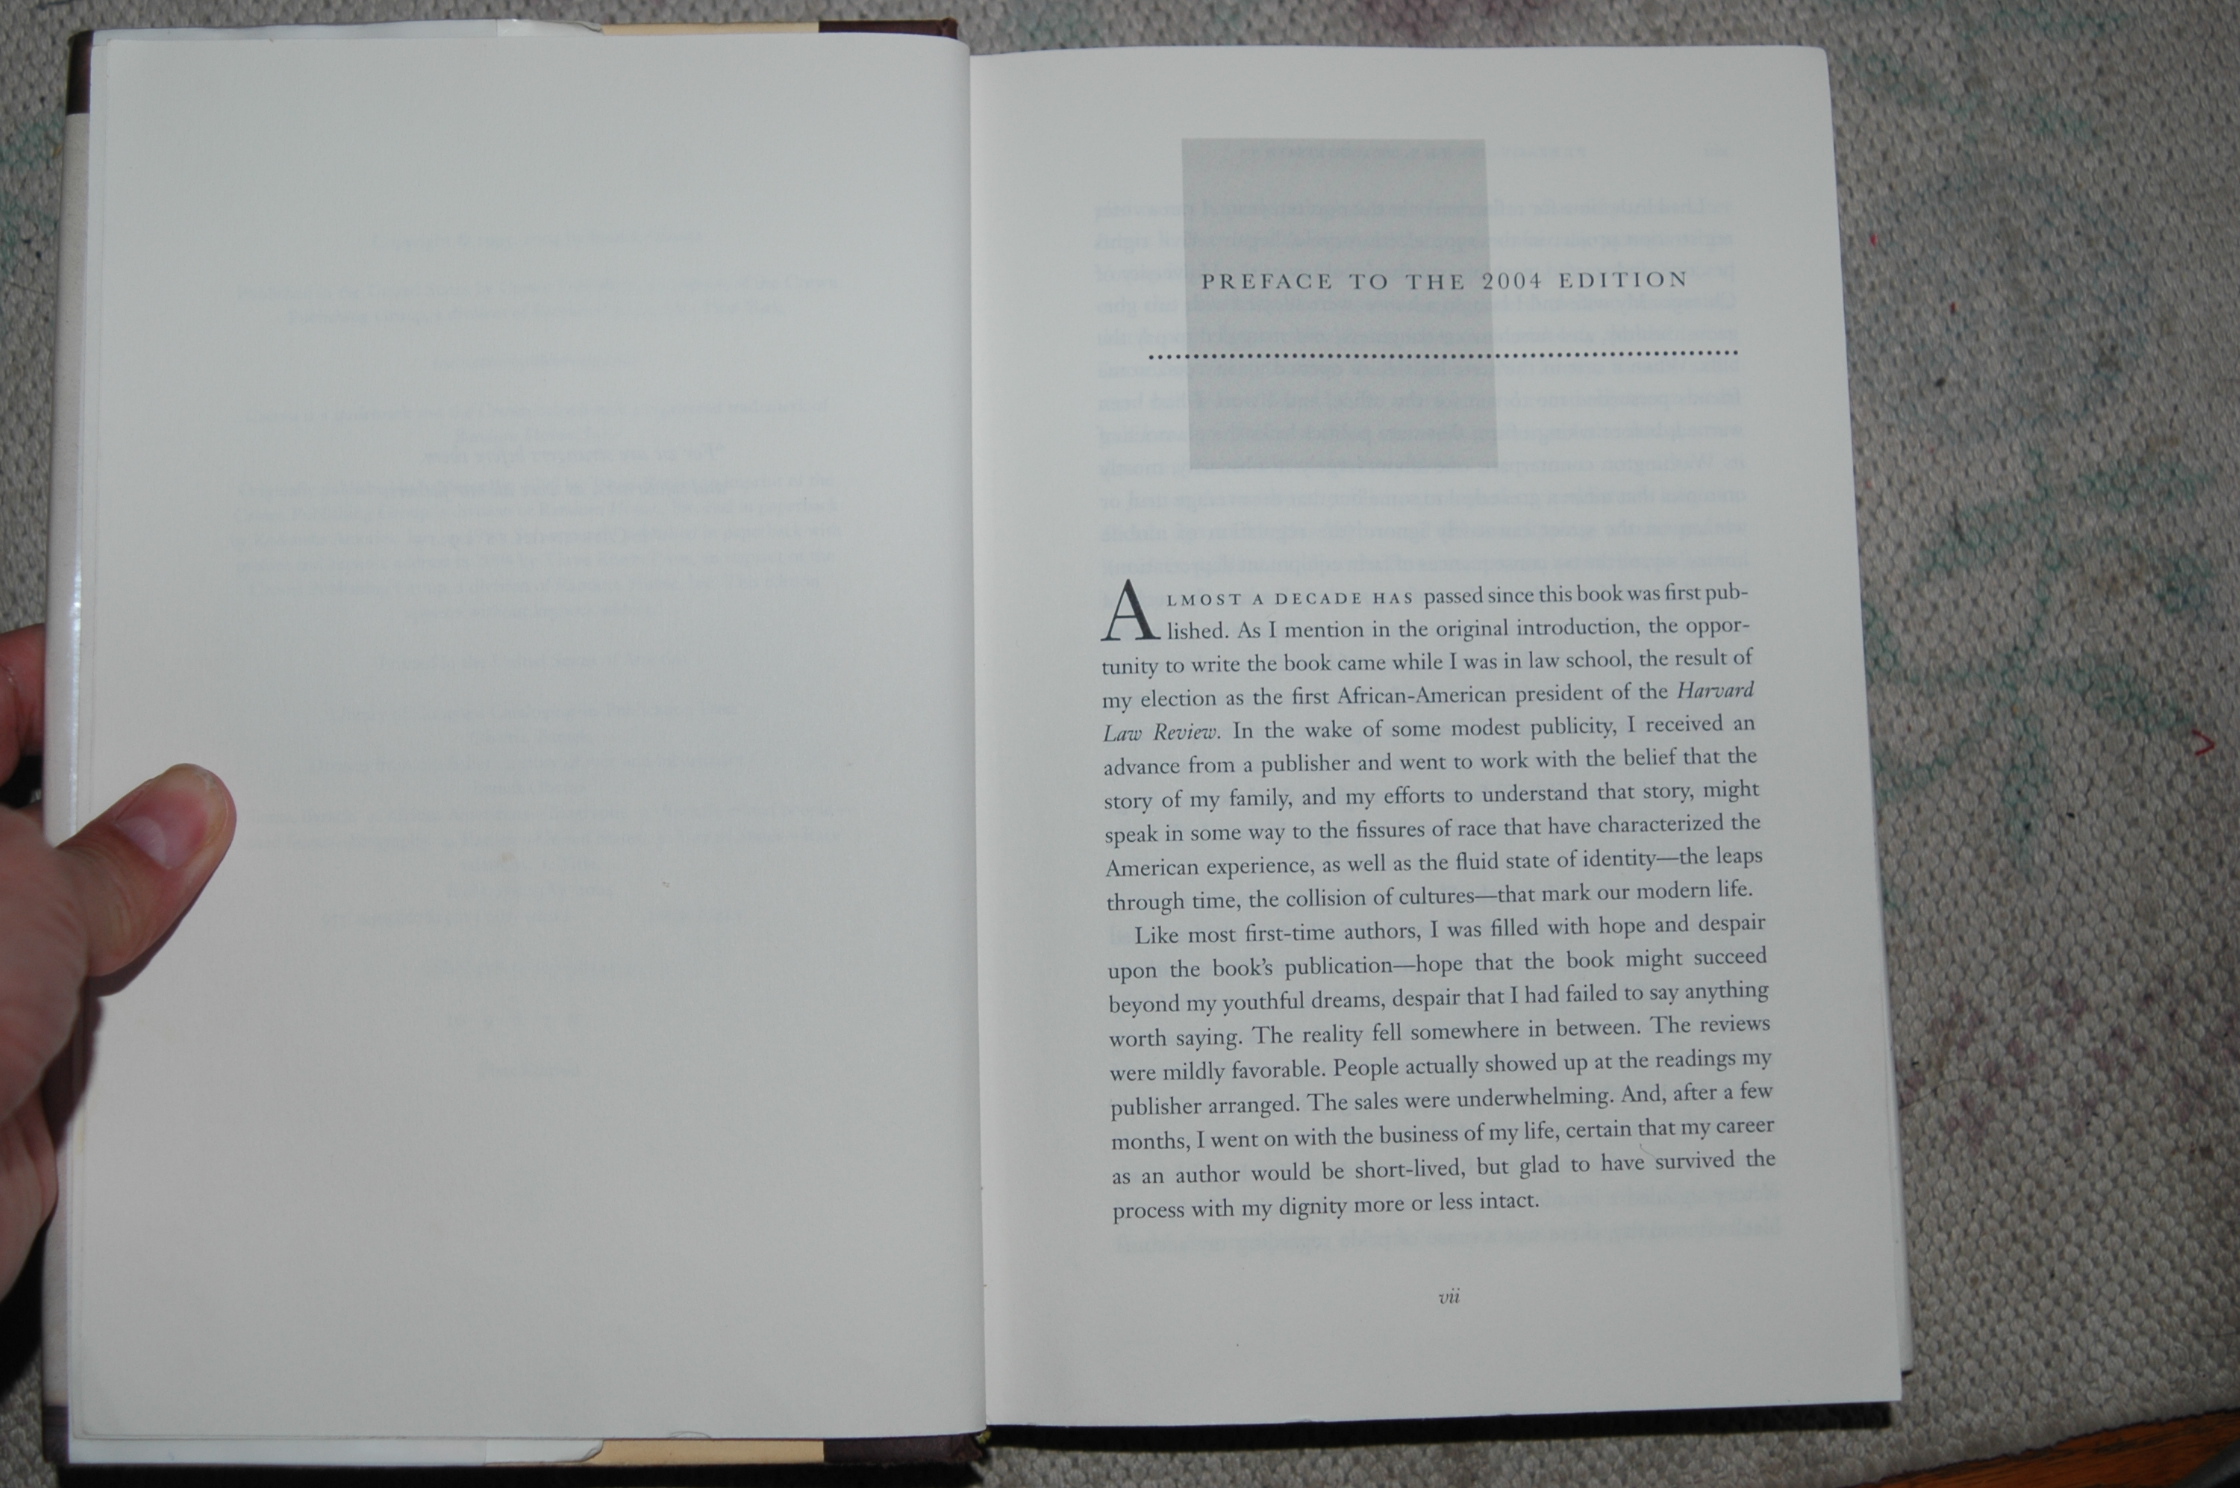 PREFACE TO THE 2004 EDITION
ALMOST A DECADE HAS passed since this book was first pub-
lished. As I mention in the original introduction, the oppor-
tunity to write the book came while I was in law school, the result of
my election as the first African-American president of the Harvard
Law Review. In the wake of some modest publicity, I received an
advance from a publisher and went to work with the belief that the
story of my family, and my efforts to understand that story, might
speak in some way to the fissures of race that have characterized the
American experience, as well as the fluid state of identity—the leaps
through time, the collision of cultures—that mark our modern life.
Like most first-time authors, I was filled with hope and despair
upon the book’s publication—hope that the book might succeed
beyond my youthful dreams, despair that I had failed to say anything
worth saying. The reality fell somewhere in between. The reviews
were mildly favorable. People actually showed up at the readings my
publisher arranged. The sales were underwhelming. And, after a few
months, I went on with the business of my life, certain that my career
as an author would be short-lived, but glad to have survived the
process with my dignity more or less intact.
vii